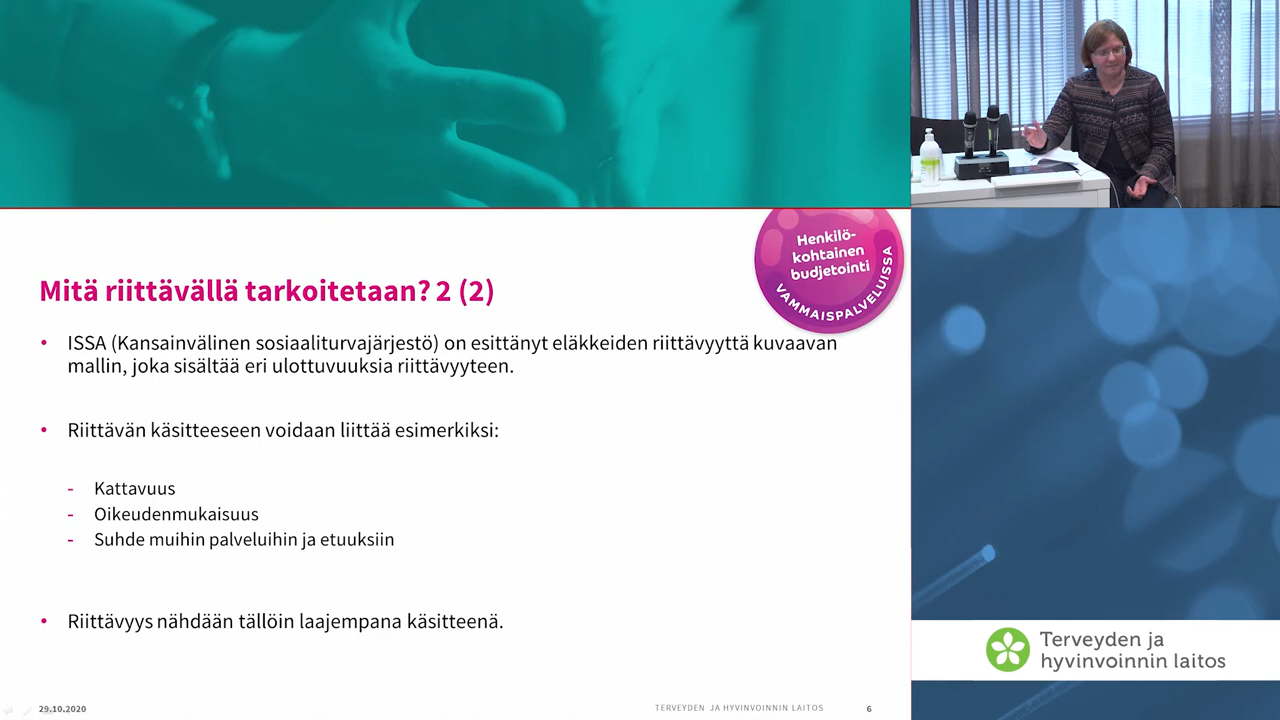 Henkilö-
kohtainen
budjetointi
VAMMAISPALVELUISSA
Mitä riittävällä tarkoitetaan? 2 (2)
• ISSA (Kansainvälinen sosiaaliturvajärjestö) on esittänyt eläkkeiden riittävyyttä kuvaavan
mallin, joka sisältää eri ulottuvuuksia riittävyyteen.
• Riittävän käsitteeseen voidaan liittää esimerkiksi:
- Kattavuus
- Oikeudenmukaisuus
- Suhde muihin palveluihin ja etuuksiin
• Riittävyys nähdään tällöin laajempana käsitteenä.
29.10.2020
TERVEYDEN JA HYVINVOINNIN LAITOS
6
Terveyden ja
hyvinvoinnin laitos